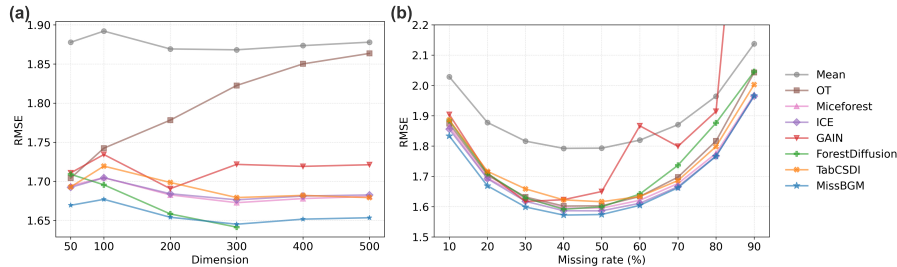 (a)
1.90
1.85
1.80
1.75
1.70
1.65
RMSE
50 100 200 300 400 500
Dimension
(b)
2.2
2.1
2.0
1.9
1.8
1.7
1.6
1.5
RMSE
10 20 30 40 50 60 70 80 90
Missing rate (%)
Mean
OT
Miceforest
ICE
GAIN
ForestDiffusion
TabCSDI
MissBGM